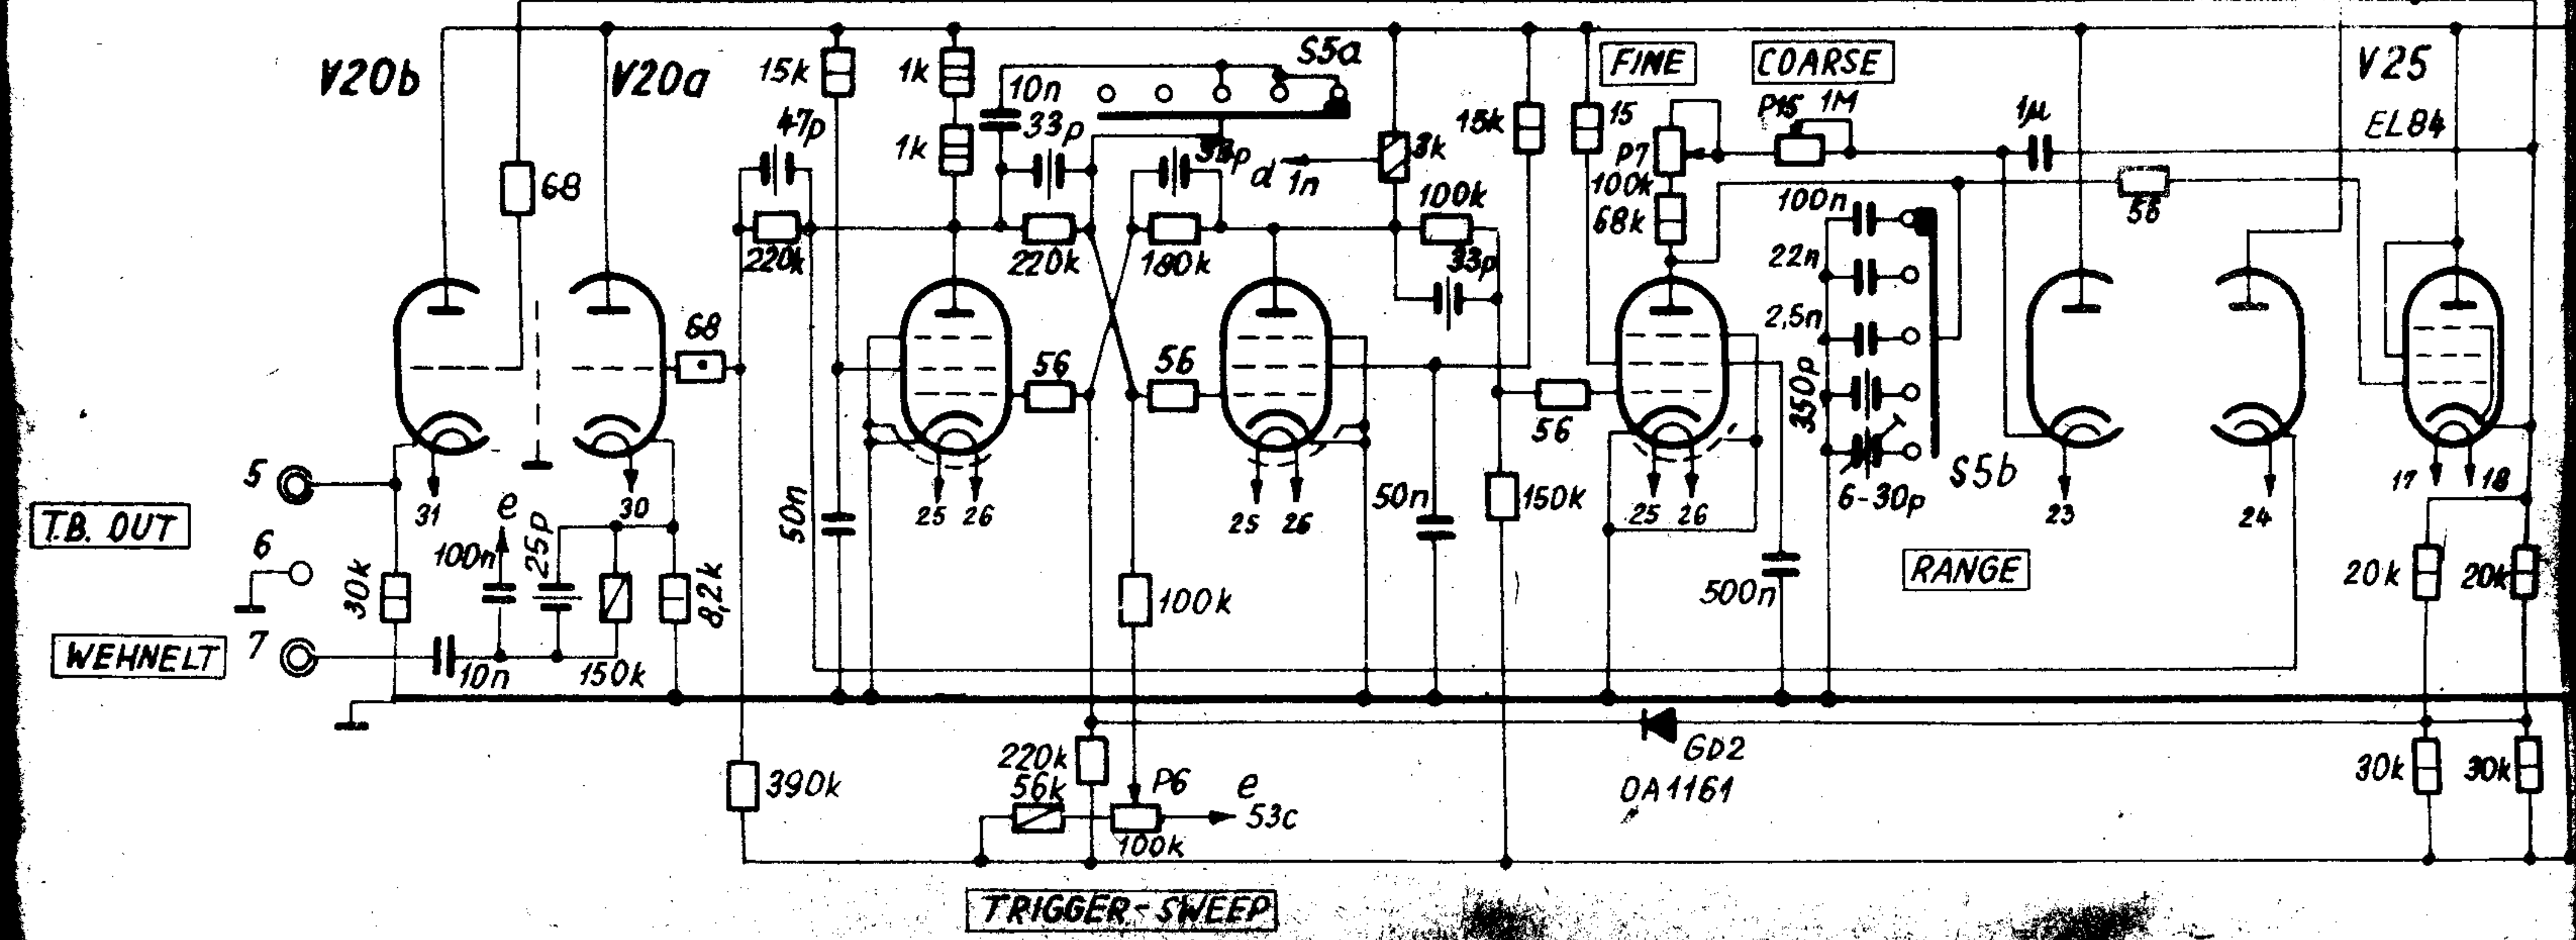 V20b
V20a
15k
1k
10n
S5a
FINE
COARSE
V25
EL84
68
47p
1k
33p
d
1n
3k
15k
15
P7
100k
P15
1M
1µ
220k
220k
180k
100k
33p
68k
100n
22n
2,5n
350p
6-30p
56
S5b
RANGE
68
56
56
56
5
T.B. OUT
6
7
WEHNELT
31
30
e
100n
25p
30k
10n
150k
8,2k
50n
25 26
25 26
50n
150k
25 26
500n
23
24
17
18
20k
20k
100k
390k
220k
56k
P6
100k
e
53c
GD2
OA1161
30k
30k
TRIGGER-SWEEP